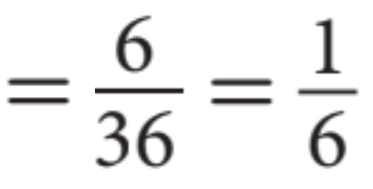 = 6/36 = 1/6